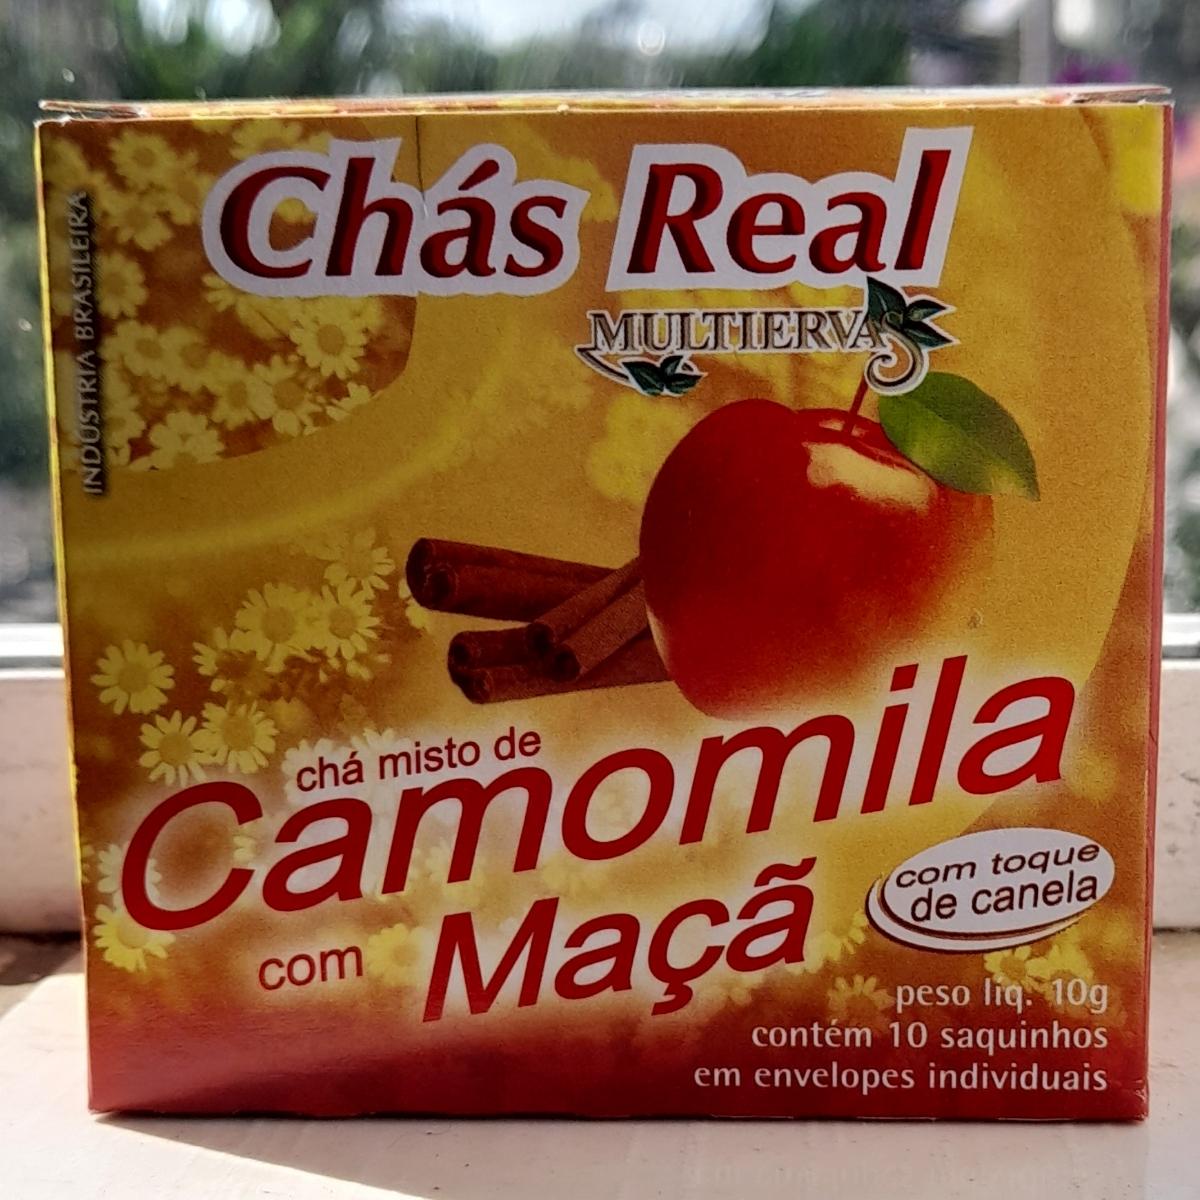 Chás Real
MULTIERVAS
INDÚSTRIA BRASILEIRA
chá misto de
Camomila
com Maçã
com toque
de canela
peso líq. 10g
contém 10 saquinhos
em envelopes individuais